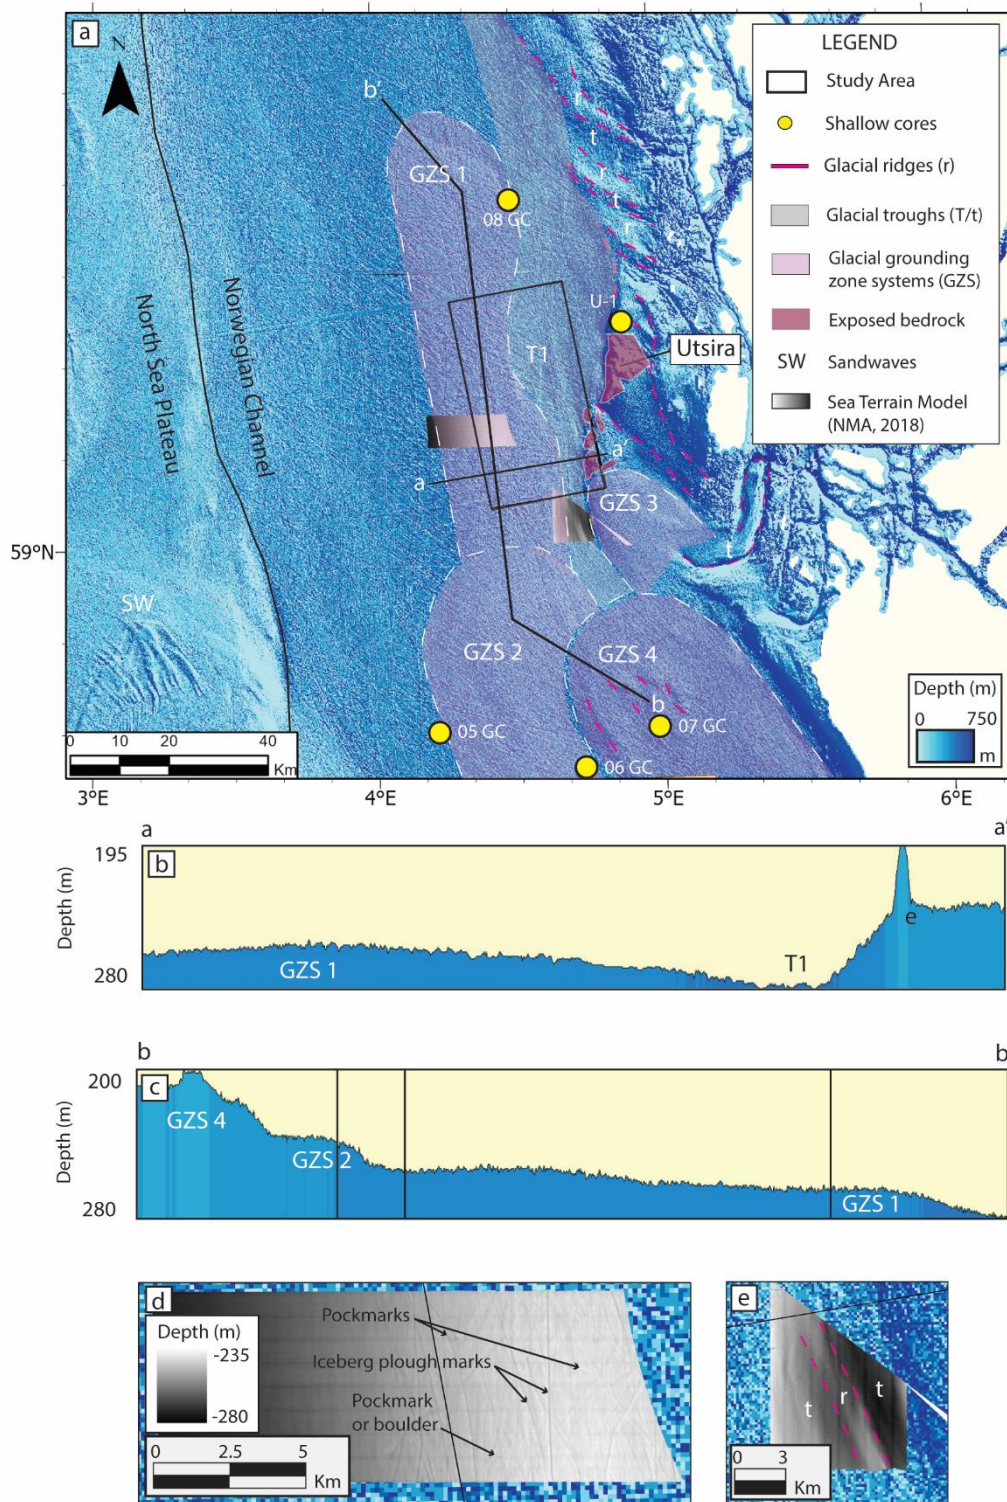 a
N
b'
GZS 1
08 GC
r
t
r
t
r
U-1
Utsira
T1
North Sea Plateau
Norwegian Channel
a
a'
GZS 3
59°N
t
t
SW
GZS 2
GZS 4
b
05 GC
07 GC
06 GC
0 10 20 40
Km
3°E 4°E 5°E 6°E
LEGEND
Study Area
Shallow cores
Glacial ridges (r)
Glacial troughs (T/t)
Glacial grounding
zone systems (GZS)
Exposed bedrock
SW Sandwaves
Sea Terrain Model
(NMA, 2018)
Depth (m)
0 750
m
a a'
b
195
Depth (m)
280
GZS 1
T1
e
b b
c
200
Depth (m)
280
GZS 4
GZS 2
GZS 1
d
Depth (m)
-235
-280
Pockmarks
Iceberg plough marks
Pockmark
or boulder
0 2.5 5
Km
e
t
r
t
0 3
Km